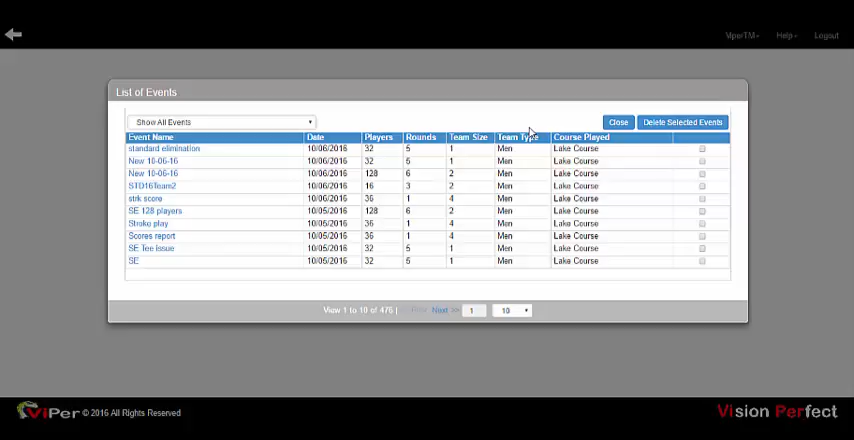 ViperTM Help Logout
List of Events
Show All Events Close Delete Selected Events
Event Name Date Players Rounds Team Size Team Type Course Played
standard elimination 10/06/2016 32 5 1 Men Lake Course
New 10-06-16 10/06/2016 32 5 1 Men Lake Course
New 10-06-16 10/06/2016 128 6 2 Men Lake Course
STD16Team2 10/06/2016 16 3 2 Men Lake Course
strk score 10/06/2016 36 1 4 Men Lake Course
SE 128 players 10/05/2016 128 6 2 Men Lake Course
Stroke play 10/05/2016 36 1 4 Men Lake Course
Scores report 10/05/2016 36 1 4 Men Lake Course
SE Tee issue 10/05/2016 32 5 1 Men Lake Course
SE 10/05/2016 32 5 1 Men Lake Course
View 1 to 10 of 476 | Prev Next >> 1 10
ViPer © 2016 All Rights Reserved Vision Perfect